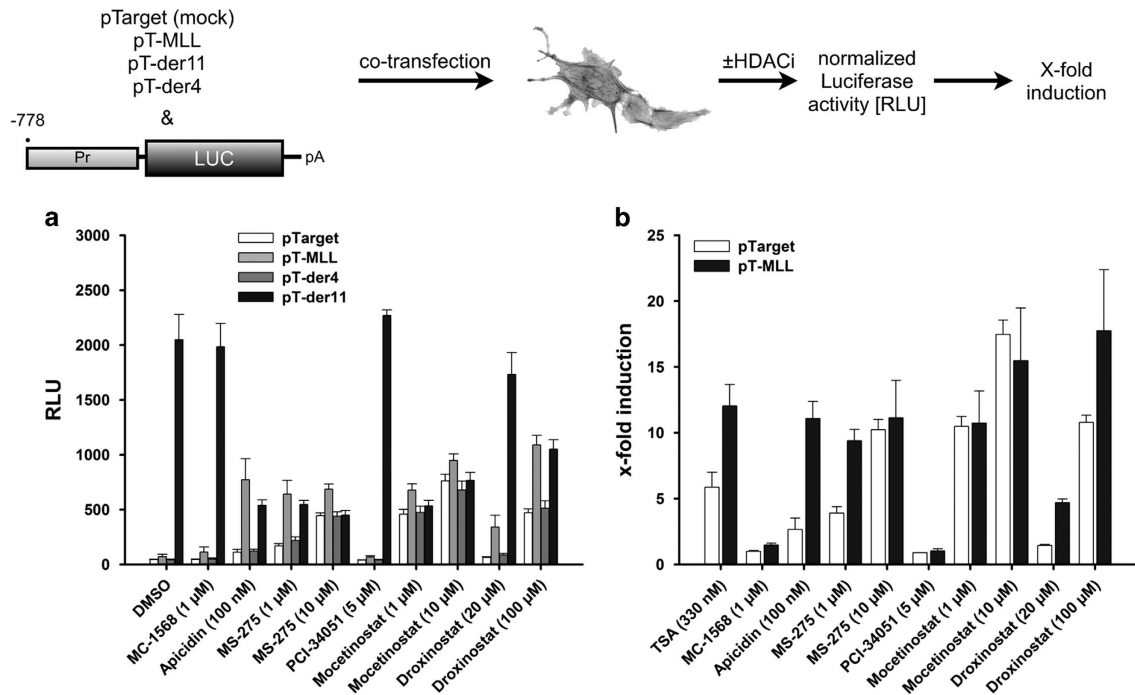 pTarget (mock)
pT-MLL
pT-der11
pT-der4
&
-778
Pr
LUC
pA
co-transfection
±HDACi
normalized
Luciferase
activity [RLU]
X-fold
induction
a
RLU
3000
2500
2000
1500
1000
500
0
pTarget
pT-MLL
pT-der4
pT-der11
DMSO
MC-1568 (1 µM)
Apicidin (100 nM)
MS-275 (1 µM)
MS-275 (10 µM)
PCI-34051 (5 µM)
Mocetinostat (1 µM)
Mocetinostat (10 µM)
Droxinostat (20 µM)
Droxinostat (100 µM)
b
x-fold induction
25
20
15
10
5
0
pTarget
pT-MLL
TSA (330 nM)
MC-1568 (1 µM)
Apicidin (100 nM)
MS-275 (1 µM)
MS-275 (10 µM)
PCI-34051 (5 µM)
Mocetinostat (1 µM)
Mocetinostat (10 µM)
Droxinostat (20 µM)
Droxinostat (100 µM)